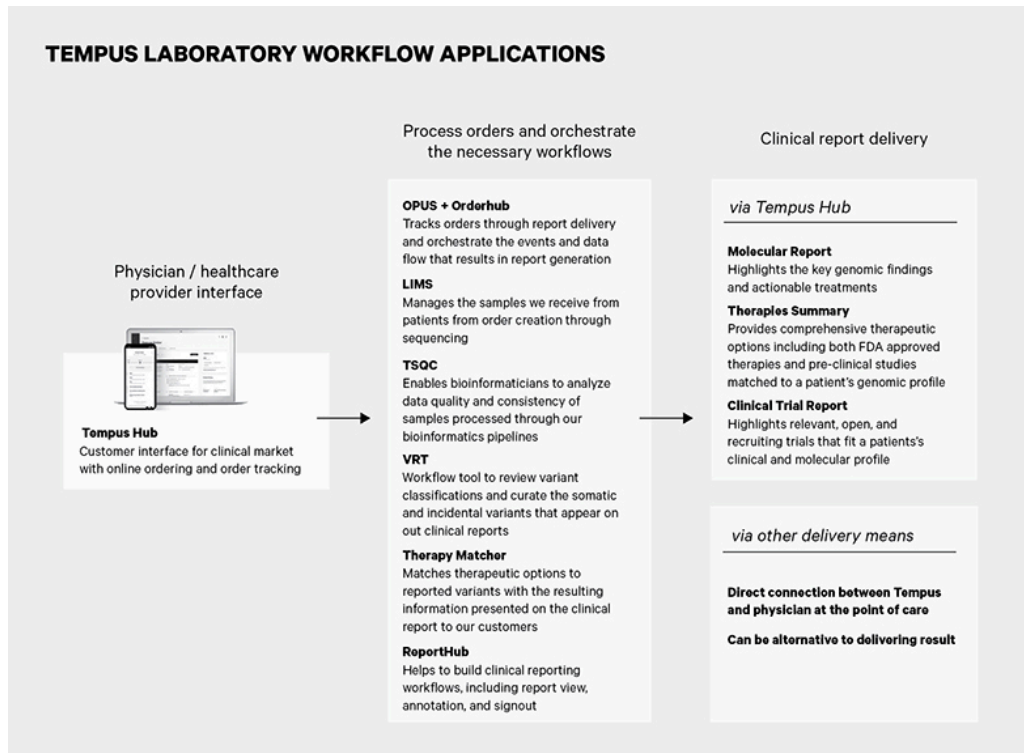 TEMPUS LABORATORY WORKFLOW APPLICATIONS
Physician / healthcare
provider interface
Tempus Hub
Customer interface for clinical market
with online ordering and order tracking
Process orders and orchestrate
the necessary workflows
OPUS + Orderhub
Tracks orders through report delivery
and orchestrate the events and data
flow that results in report generation
LIMS
Manages the samples we receive from
patients from order creation through
sequencing
TSQC
Enables bioinformaticians to analyze
data quality and consistency of
samples processed through our
bioinformatics pipelines
VRT
Workflow tool to review variant
classifications and curate the somatic
and incidental variants that appear on
out clinical reports
Therapy Matcher
Matches therapeutic options to
reported variants with the resulting
information presented on the clinical
report to our customers
ReportHub
Helps to build clinical reporting
workflows, including report view,
annotation, and signout
Clinical report delivery
via Tempus Hub
Molecular Report
Highlights the key genomic findings
and actionable treatments
Therapies Summary
Provides comprehensive therapeutic
options including both FDA approved
therapies and pre-clinical studies
matched to a patient's genomic profile
Clinical Trial Report
Highlights relevant, open, and
recruiting trials that fit a patients's
clinical and molecular profile
via other delivery means
Direct connection between Tempus
and physician at the point of care
Can be alternative to delivering result